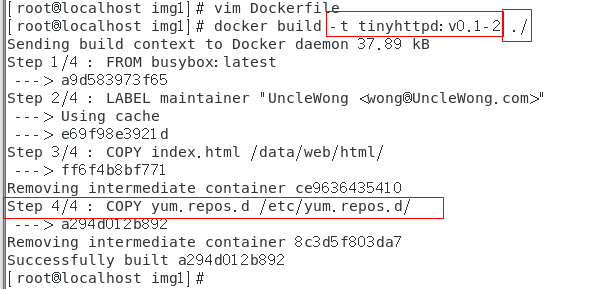 [root@localhost img1]# vim Dockerfile
[root@localhost img1]# docker build -t tinyhttpd:v0.1-2 ./
Sending build context to Docker daemon 37.89 kB
Step 1/4 : FROM busybox:latest
---> a9d583973f65
Step 2/4 : LABEL maintainer "UncleWong <wong@UncleWong.com>"
---> Using cache
---> e69f98e3921d
Step 3/4 : COPY index.html /data/web/html/
---> ff6f4b8bf771
Removing intermediate container ce9636435410
Step 4/4 : COPY yum.repos.d /etc/yum.repos.d/
---> a294d012b892
Removing intermediate container 8c3d5f803da7
Successfully built a294d012b892
[root@localhost img1]#